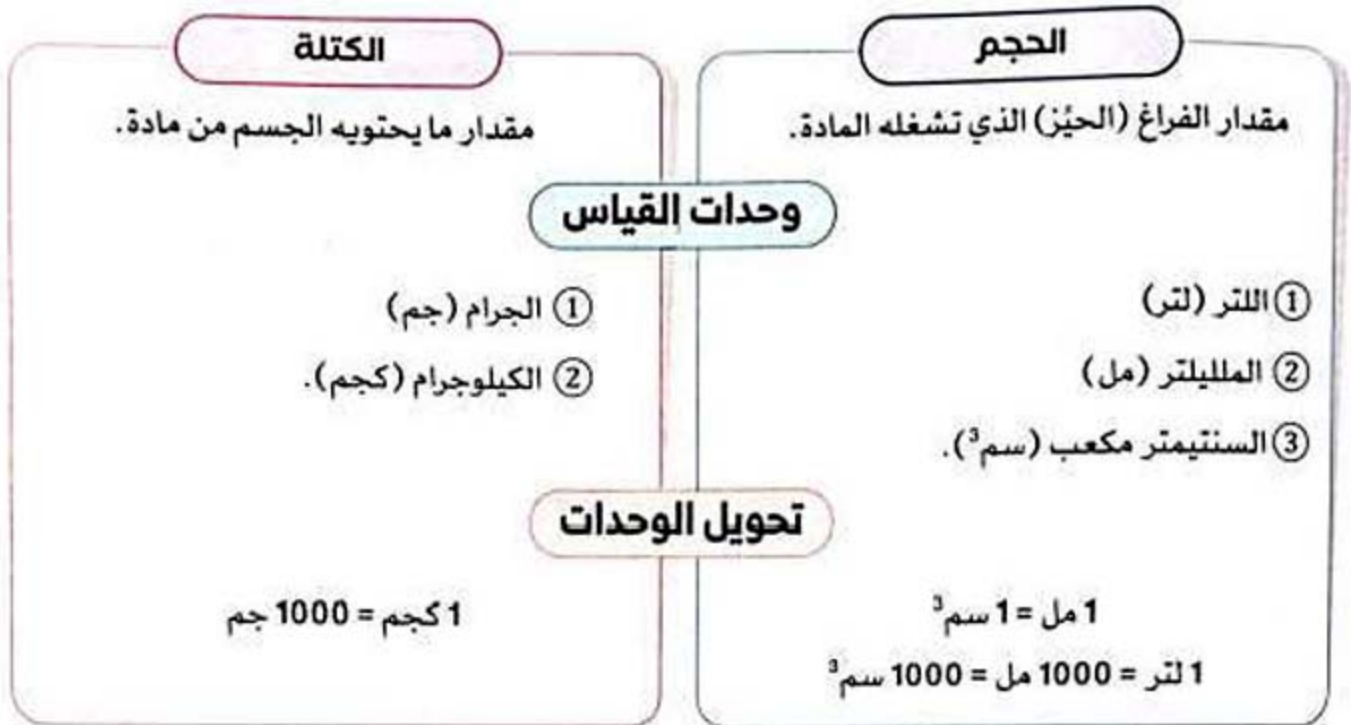 الحجم
الكتلة
مقدار الفراغ (الحيُز) الذي تشغله المادة.
مقدار ما يحتويه الجسم من مادة.
وحدات القياس
① اللتر (لتر)
② الملليلتر (مل)
③ السنتيمتر مكعب (سم³).
① الجرام (جم)
② الكيلوجرام (كجم).
تحويل الوحدات
1 مل = 1 سم³
1 لتر = 1000 مل = 1000 سم³
1 كجم = 1000 جم